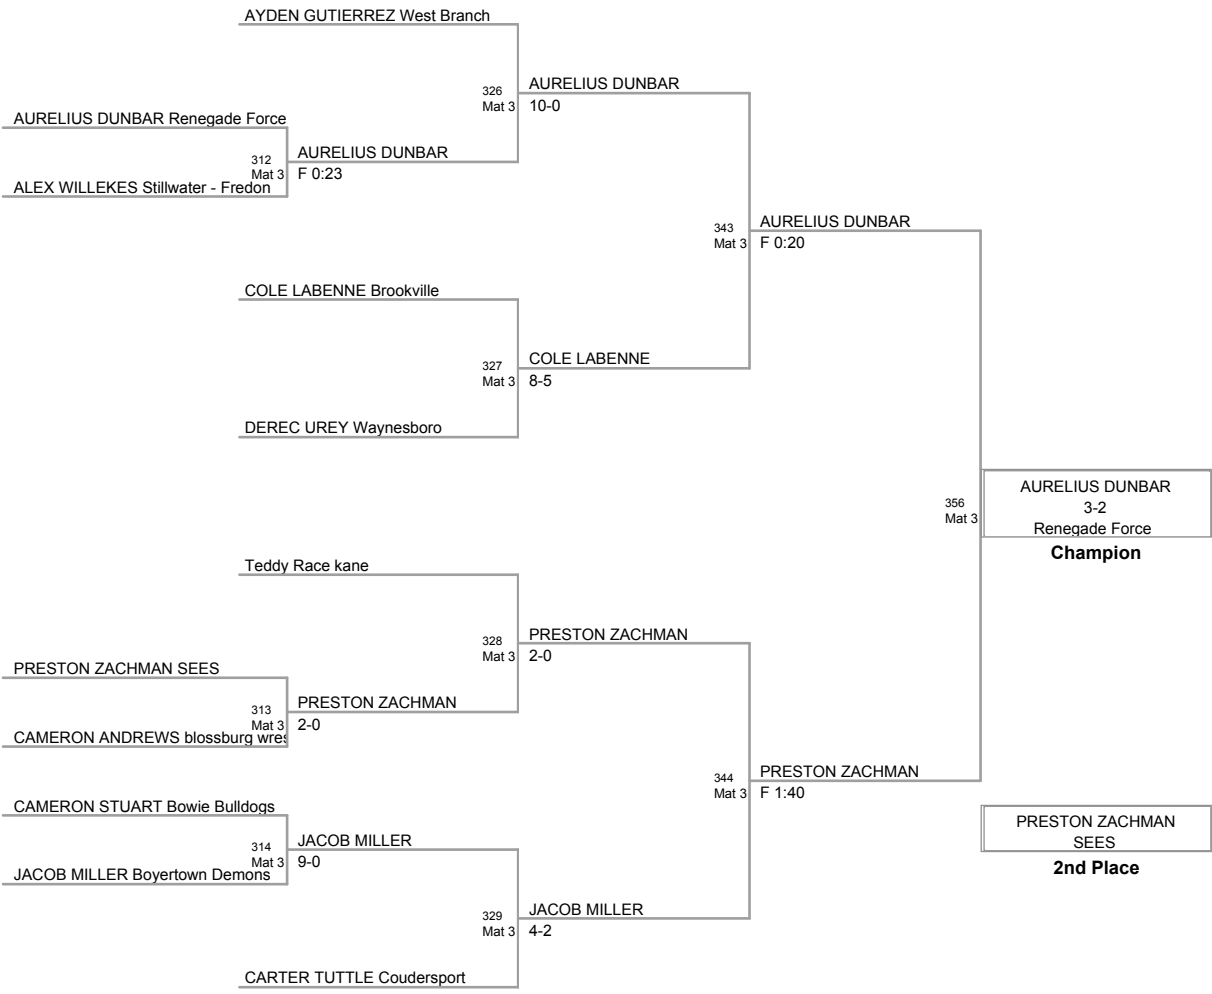 AYDEN GUTIERREZ West Branch
326
Mat 3
AURELIUS DUNBAR
10-0
AURELIUS DUNBAR Renegade Force
312
Mat 3
AURELIUS DUNBAR
F 0:23
ALEX WILLEKES Stillwater - Fredon
343
Mat 3
AURELIUS DUNBAR
F 0:20
COLE LABENNE Brookville
327
Mat 3
COLE LABENNE
8-5
DEREC UREY Waynesboro
356
Mat 3
AURELIUS DUNBAR
3-2
Renegade Force
Champion
Teddy Race kane
328
Mat 3
PRESTON ZACHMAN
2-0
PRESTON ZACHMAN SEES
313
Mat 3
PRESTON ZACHMAN
2-0
CAMERON ANDREWS blossburg wres
344
Mat 3
PRESTON ZACHMAN
F 1:40
CAMERON STUART Bowie Bulldogs
314
Mat 3
JACOB MILLER
9-0
JACOB MILLER Boyertown Demons
PRESTON ZACHMAN
SEES
2nd Place
329
Mat 3
JACOB MILLER
4-2
CARTER TUTTLE Coudersport